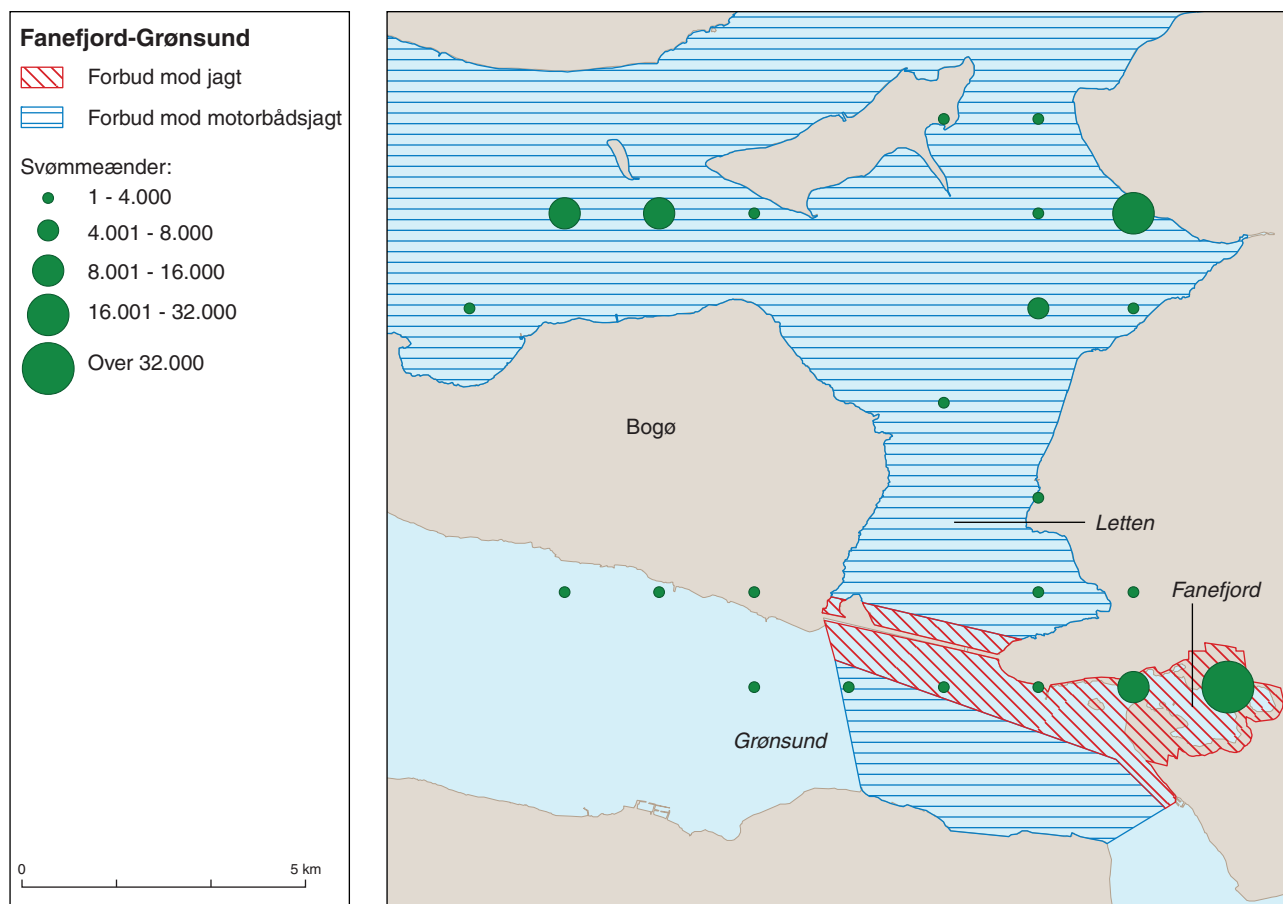 Fanefjord-Grønsund
Forbud mod jagt
Forbud mod motorbådsjagt
Svømmeænder:
1 - 4.000
4.001 - 8.000
8.001 - 16.000
16.001 - 32.000
Over 32.000
0 5 km
Bogø
Letten
Fanefjord
Grønsund